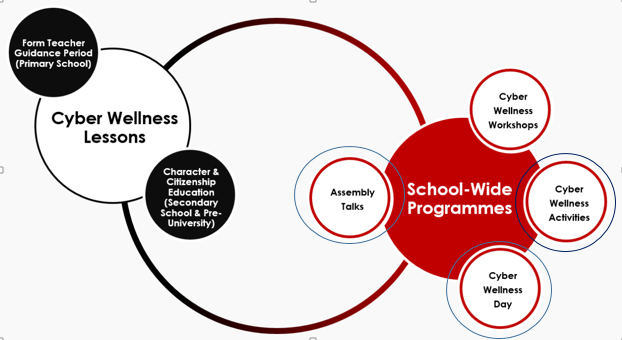 Form Teacher
Guidance Period
(Primary School)
Cyber Wellness
Lessons
Character &
Citizenship
Education
(Secondary
School & Pre-
University)
Cyber
Wellness
Workshops
Assembly
Talks
School-Wide
Programmes
Cyber
Wellness
Activities
Cyber
Wellness
Day